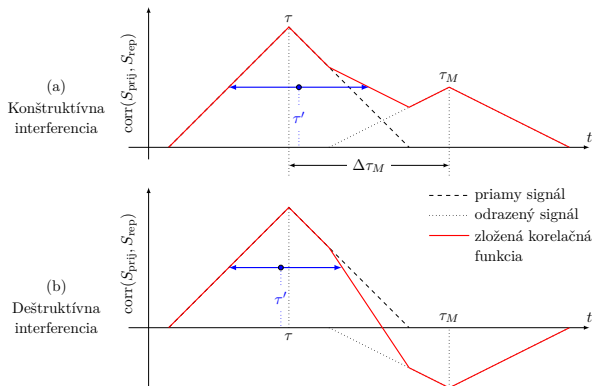 τ
corr(S_prij, S_rep)
(a)
Konštruktívna
interferencia
τ_M
τ′
t
Δτ_M
priamy signál
odrazený signál
zložená korelačná
funkcia
corr(S_prij, S_rep)
(b)
Deštruktívna
interferencia
τ′
τ
τ_M
t